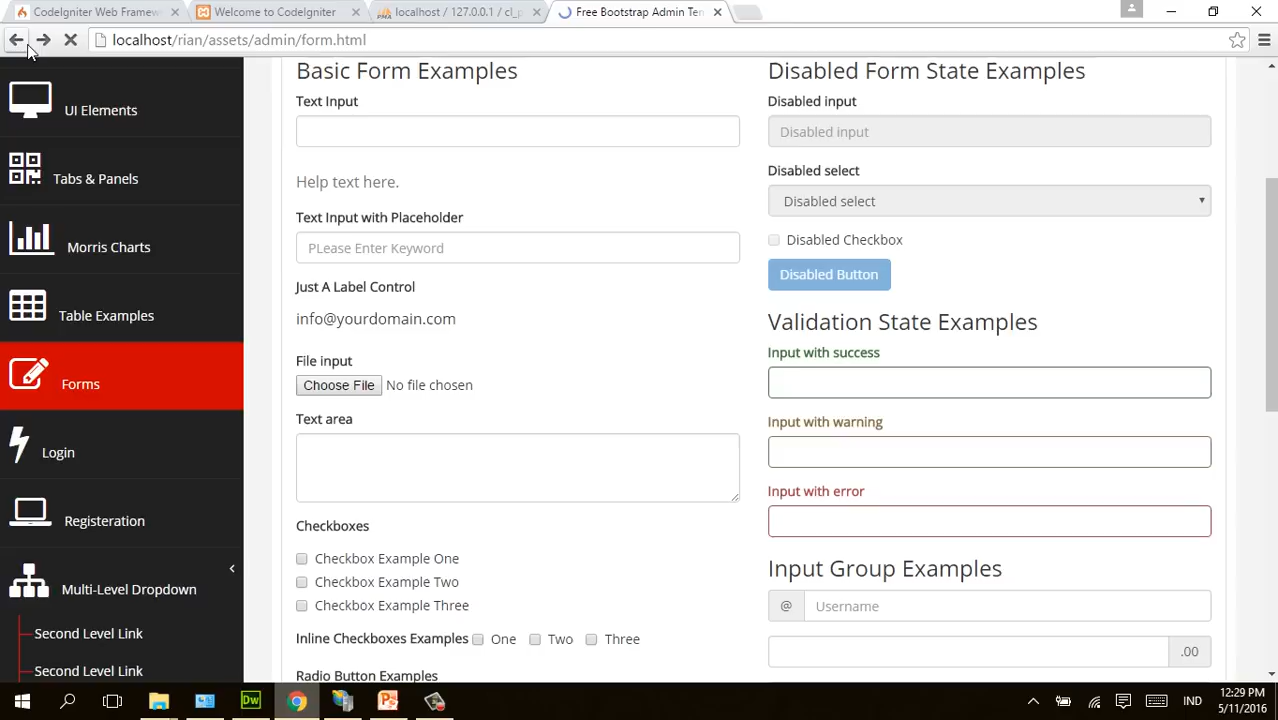 CodeIgniter Web Framew
Welcome to CodeIgniter
localhost / 127.0.0.1 / cl_p
Free Bootstrap Admin Ten
localhost/rian/assets/admin/form.html
UI Elements
Tabs & Panels
Morris Charts
Table Examples
Forms
Login
Registeration
Multi-Level Dropdown
Second Level Link
Second Level Link
Basic Form Examples
Text Input
Help text here.
Text Input with Placeholder
PLease Enter Keyword
Just A Label Control
info@yourdomain.com
File input
Choose File No file chosen
Text area
Checkboxes
Checkbox Example One
Checkbox Example Two
Checkbox Example Three
Inline Checkboxes Examples One Two Three
Radio Button Examples
Disabled Form State Examples
Disabled input
Disabled input
Disabled select
Disabled select
Disabled Checkbox
Disabled Button
Validation State Examples
Input with success
Input with warning
Input with error
Input Group Examples
@ Username
.00
Dw
IND
12:29 PM
5/11/2016